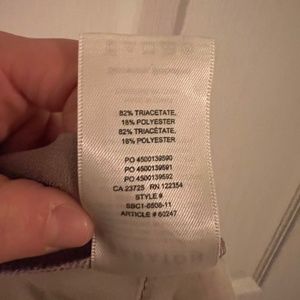 82% TRIACETATE,
18% POLYESTER
82% TRIACÉTATE,
18% POLYESTER
PO 4500139590
PO 4500139591
PO 4500139592
CA 23725 RN 122354
STYLE #
SBC1-6506-11
ARTICLE # 60247